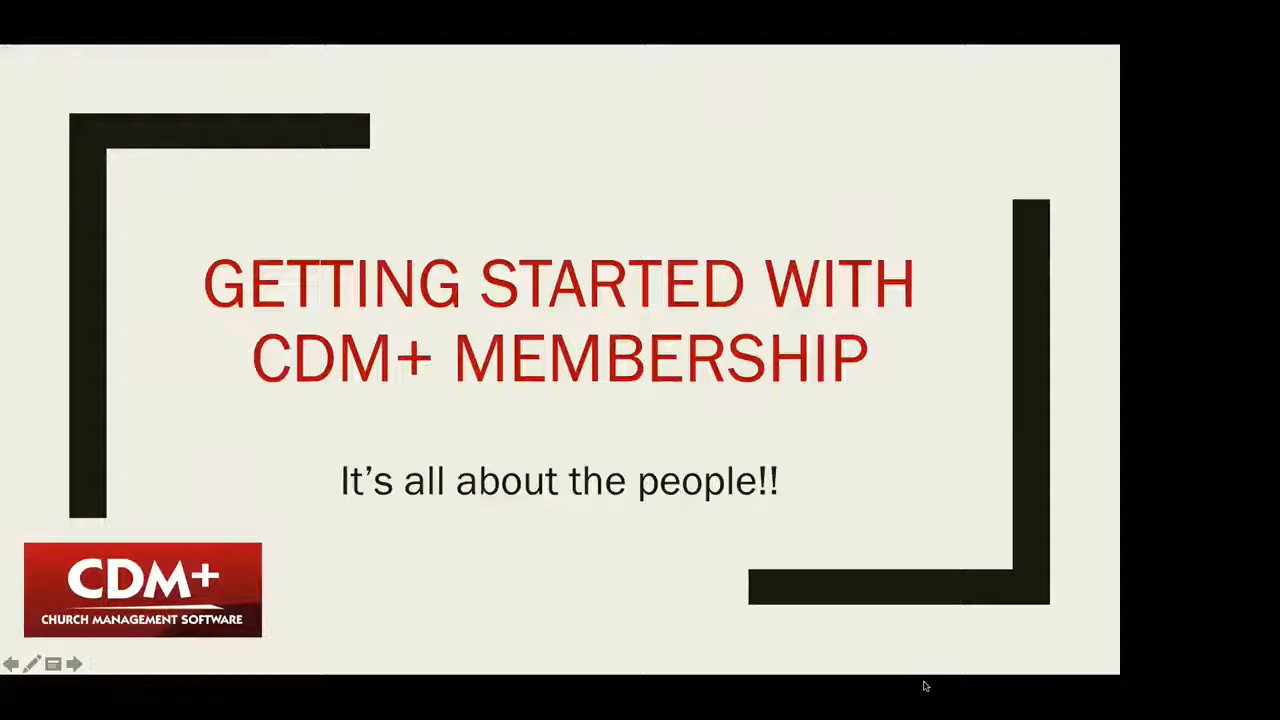 GETTING STARTED WITH
CDM+ MEMBERSHIP
It's all about the people!!
CDM+
CHURCH MANAGEMENT SOFTWARE